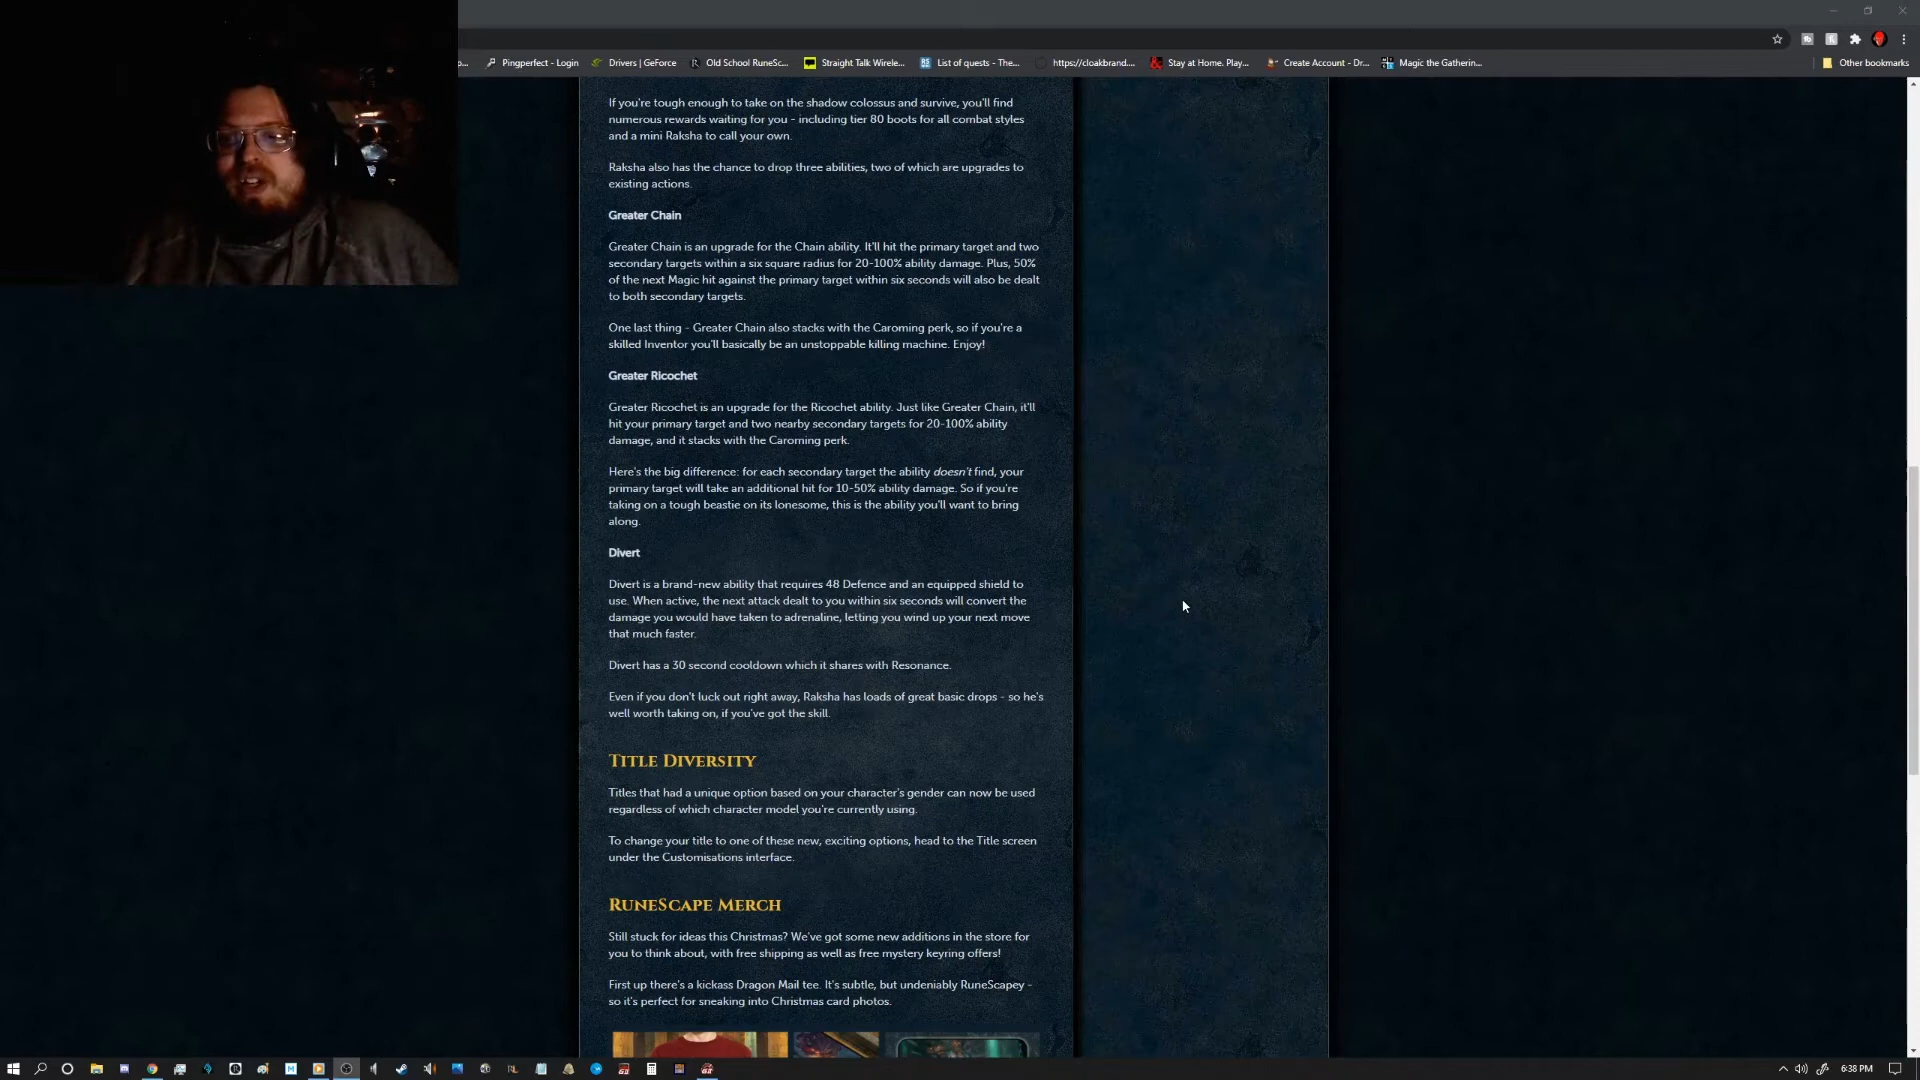 p...
Pingperfect - Login
Drivers | GeForce
Old School RuneSc...
Straight Talk Wirele...
List of quests - The...
https://cloakbrand....
Stay at Home. Play...
Create Account - Dr...
Magic the Gatherin...
Other bookmarks
If you're tough enough to take on the shadow colossus and survive, you'll find
numerous rewards waiting for you - including tier 80 boots for all combat styles
and a mini Raksha to call your own.
Raksha also has the chance to drop three abilities, two of which are upgrades to
existing actions.
Greater Chain
Greater Chain is an upgrade for the Chain ability. It'll hit the primary target and two
secondary targets within a six square radius for 20-100% ability damage. Plus, 50%
of the next Magic hit against the primary target within six seconds will also be dealt
to both secondary targets.
One last thing - Greater Chain also stacks with the Caroming perk, so if you're a
skilled Inventor you'll basically be an unstoppable killing machine. Enjoy!
Greater Ricochet
Greater Ricochet is an upgrade for the Ricochet ability. Just like Greater Chain, it'll
hit your primary target and two nearby secondary targets for 20-100% ability
damage, and it stacks with the Caroming perk.
Here's the big difference: for each secondary target the ability doesn't find, your
primary target will take an additional hit for 10-50% ability damage. So if you're
taking on a tough beastie on its lonesome, this is the ability you'll want to bring
along.
Divert
Divert is a brand-new ability that requires 48 Defence and an equipped shield to
use. When active, the next attack dealt to you within six seconds will convert the
damage you would have taken to adrenaline, letting you wind up your next move
that much faster.
Divert has a 30 second cooldown which it shares with Resonance.
Even if you don't luck out right away, Raksha has loads of great basic drops - so he's
well worth taking on, if you've got the skill.
Title Diversity
Titles that had a unique option based on your character's gender can now be used
regardless of which character model you're currently using.
To change your title to one of these new, exciting options, head to the Title screen
under the Customisations interface.
RuneScape Merch
Still stuck for ideas this Christmas? We've got some new additions in the store for
you to think about, with free shipping as well as free mystery keyring offers!
First up there's a kickass Dragon Mail tee. It's subtle, but undeniably RuneScapey -
so it's perfect for sneaking into Christmas card photos.
6:38 PM